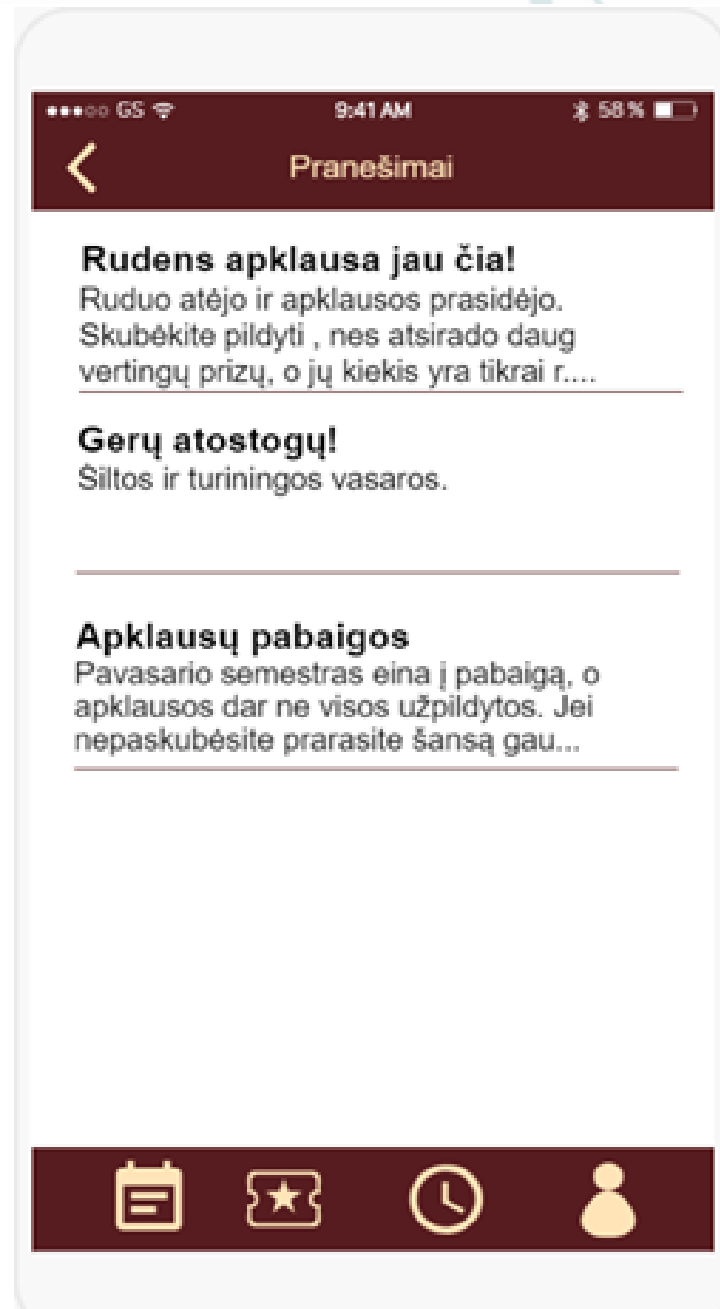 GS 9:41 AM 58%
Pranešimai
Rudens apklausa jau čia!
Ruduo atėjo ir apklausos prasidėjo.
Skubėkite pildyti , nes atsirado daug
vertingų prizų, o jų kiekis yra tikrai r....
Gerų atostogų!
Šiltos ir turiningos vasaros.
Apklausų pabaigos
Pavasario semestras eina į pabaigą, o
apklausos dar ne visos užpildytos. Jei
nepaskubėsite prarasite šansą gau...